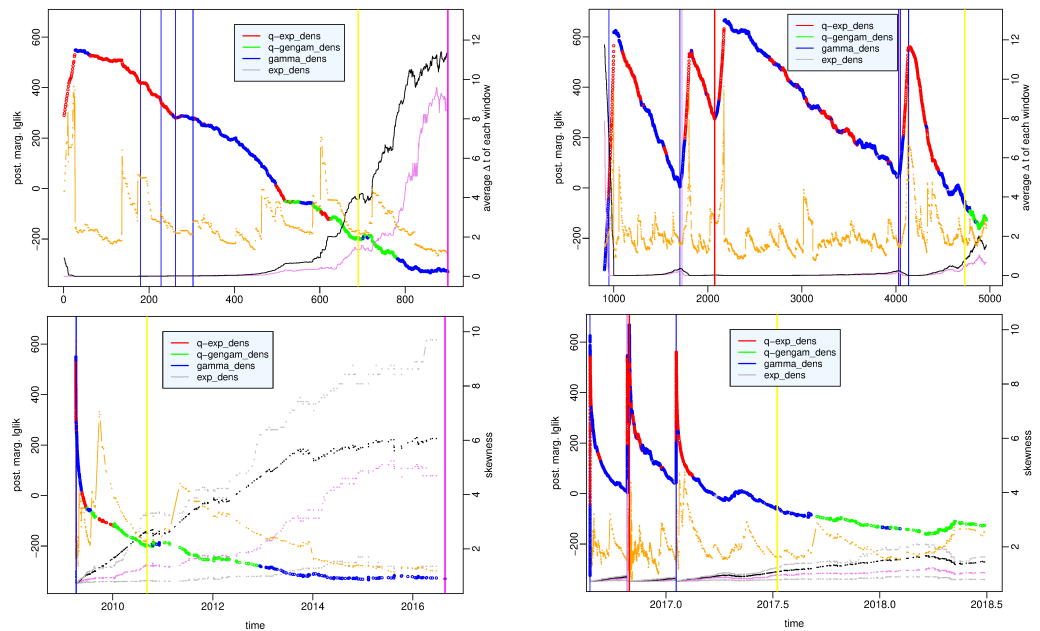 q-exp_dens
q-gengam_dens
gamma_dens
exp_dens
post. marg. lglik
600
400
200
0
-200
12
10
8
6
4
2
0
average Δ t of each window
0
200
400
600
800
q-exp_dens
q-gengam_dens
gamma_dens
exp_dens
post. marg. lglik
600
400
200
0
-200
12
10
8
6
4
2
0
average Δ t of each window
1000
2000
3000
4000
5000
q-exp_dens
q-gengam_dens
gamma_dens
exp_dens
post. marg. lglik
600
400
200
0
-200
10
8
6
4
2
skewness
2010
2012
2014
2016
time
q-exp_dens
q-gengam_dens
gamma_dens
exp_dens
post. marg. lglik
600
400
200
0
-200
10
8
6
4
2
skewness
2017.0
2017.5
2018.0
2018.5
time